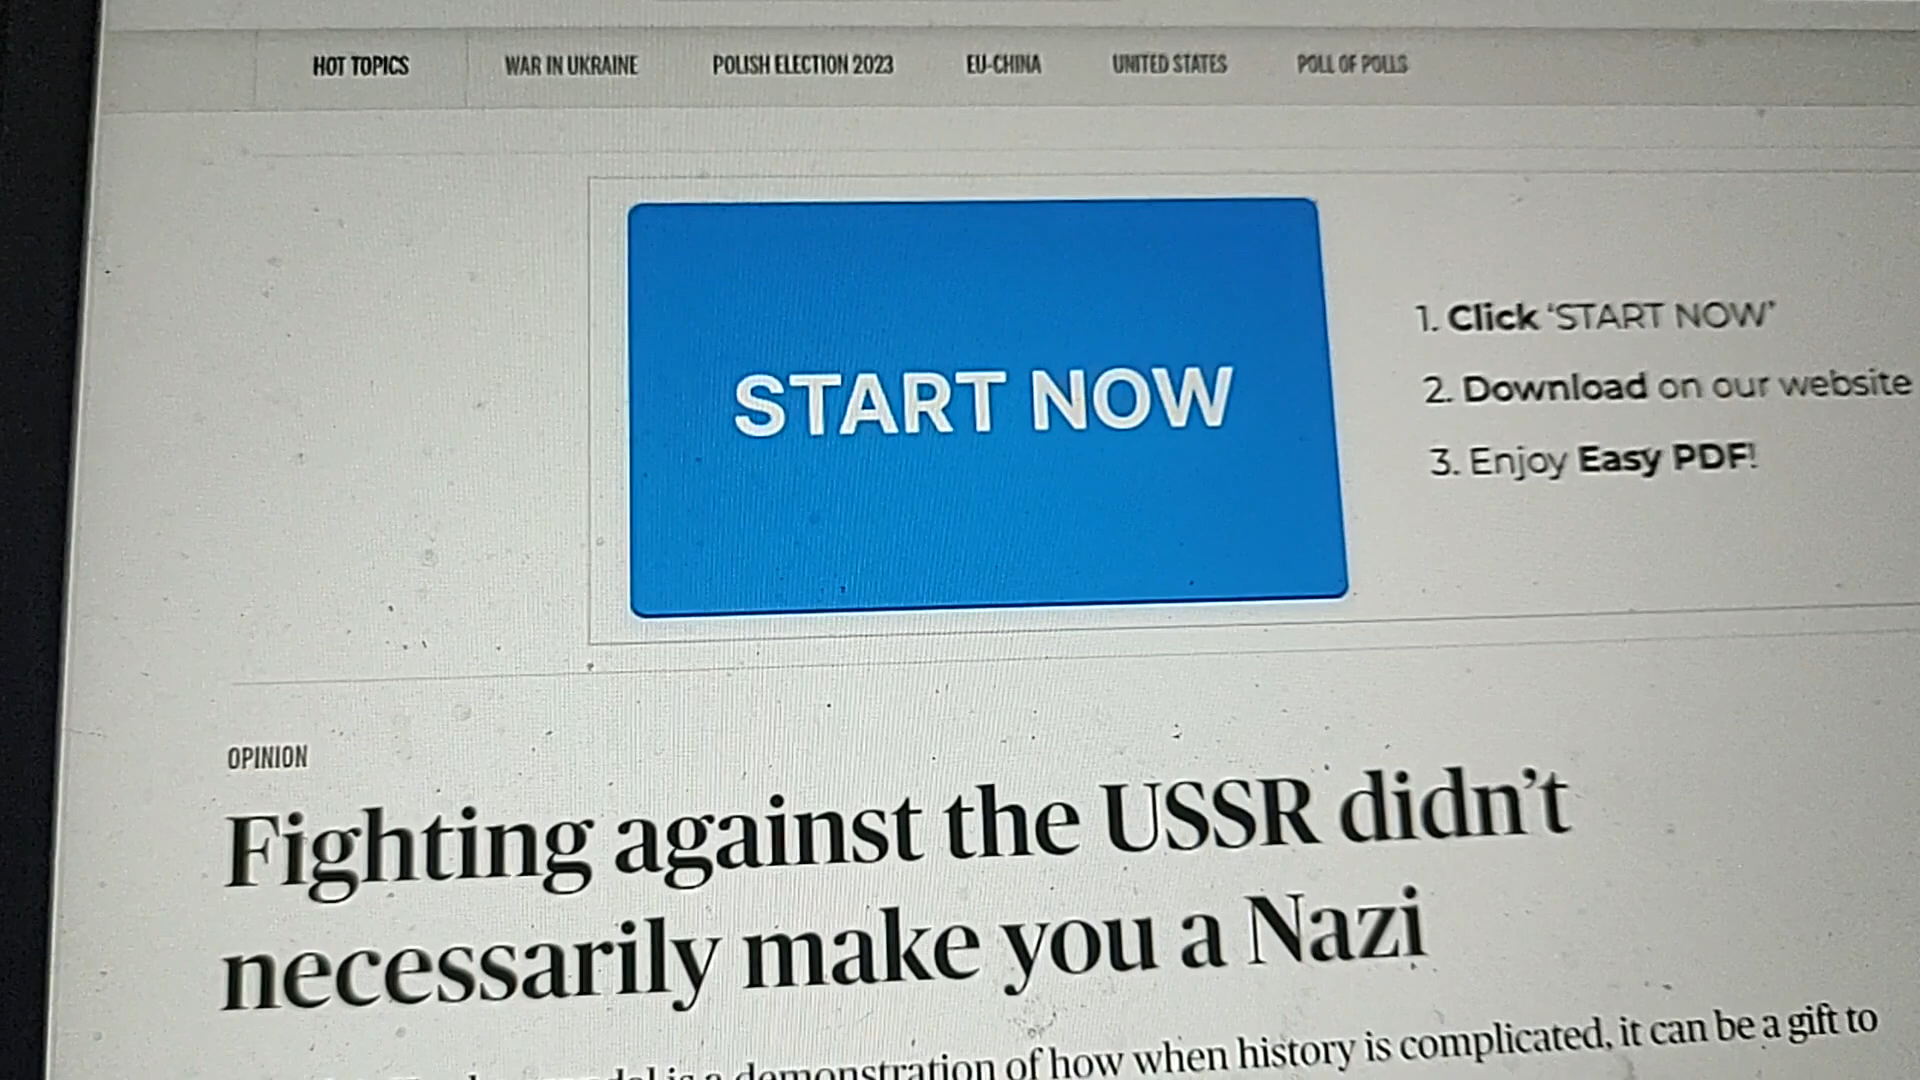 HOT TOPICS WAR IN UKRAINE POLISH ELECTION 2023 EU-CHINA UNITED STATES POLL OF POLLS
START NOW
1. Click ‘START NOW’
2. Download on our website
3. Enjoy Easy PDF!
OPINION
Fighting against the USSR didn’t
necessarily make you a Nazi
is a demonstration of how when history is complicated, it can be a gift to